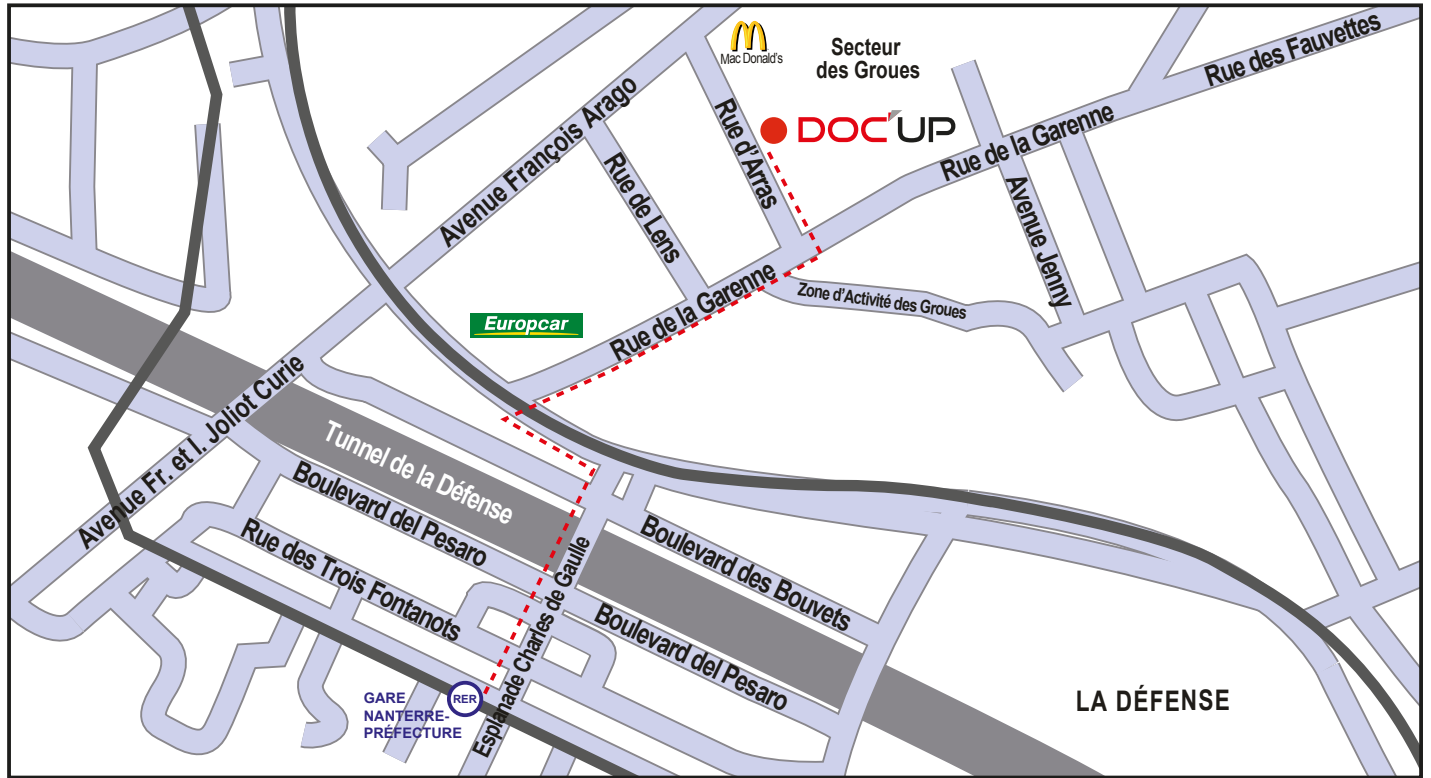 Mac Donald's
Secteur
des Groues
DOC'UP
Rue des Fauvettes
Rue de la Garenne
Avenue François Arago
Rue d'Arras
Rue de Lens
Avenue Jenny
Zone d'Activité des Groues
Rue de la Garenne
Europcar
Avenue Fr. et I. Joliot Curie
Tunnel de la Défense
Boulevard del Pesaro
Rue des Trois Fontanots
Esplanade Charles de Gaulle
Boulevard des Bouvets
Boulevard del Pesaro
GARE
NANTERRE-
PRÉFECTURE
RER
LA DÉFENSE